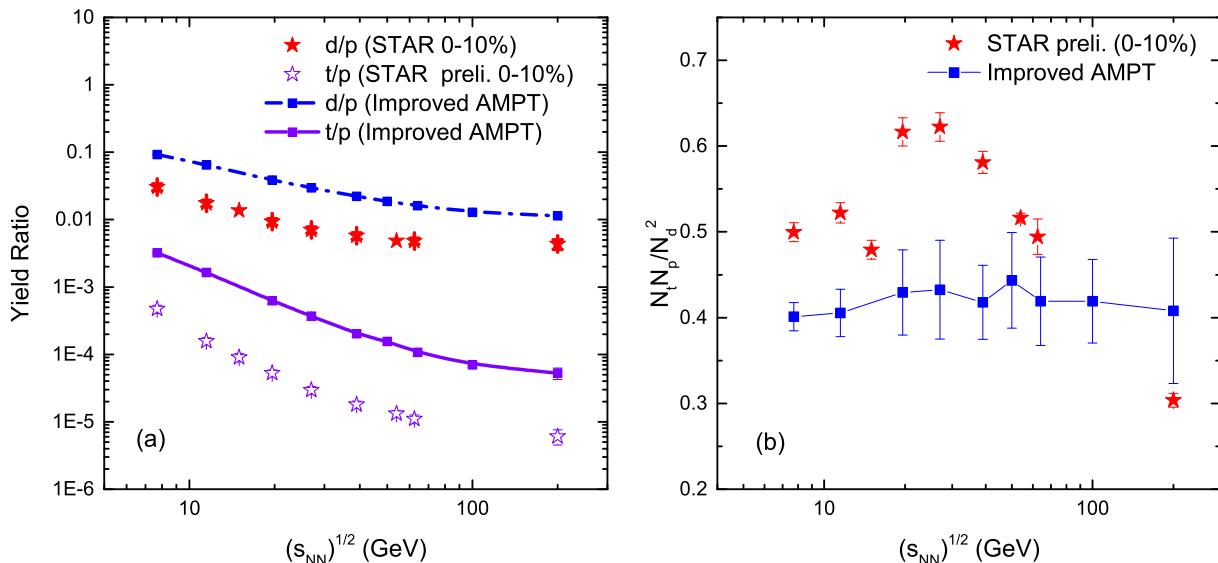 10
1
0.1
0.01
1E-3
1E-4
1E-5
1E-6
Yield Ratio
d/p (STAR 0-10%)
t/p (STAR  preli. 0-10%)
d/p (Improved AMPT)
t/p (Improved AMPT)
(a)
10 100
(s_NN)^1/2 (GeV)
0.7
0.6
0.5
0.4
0.3
0.2
N_tN_p/N_d^2
STAR preli. (0-10%)
Improved AMPT
(b)
10 100
(s_NN)^1/2 (GeV)